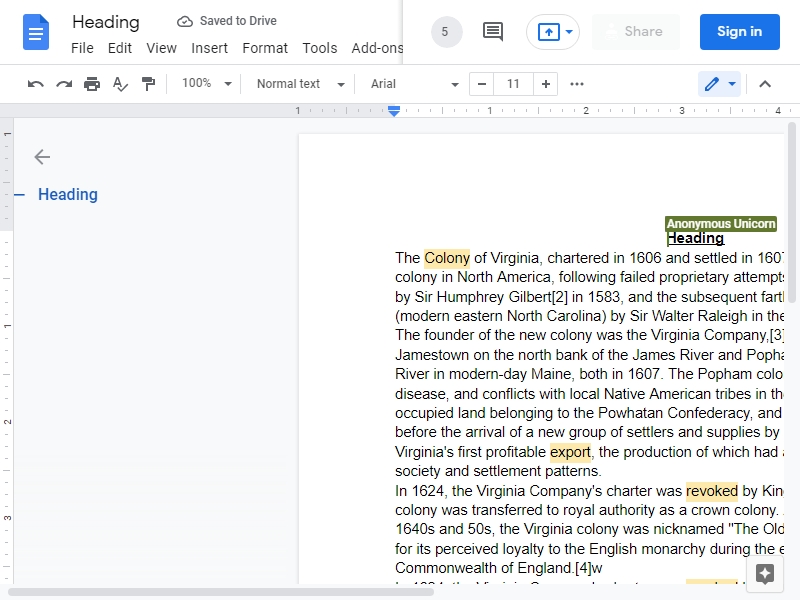 Heading
Saved to Drive
File Edit View Insert Format Tools Add-ons
5
Share
Sign in
100%
Normal text
Arial
11
1 1 2 3 4
1
1
2
3
Heading
Anonymous Unicorn
Heading
The Colony of Virginia, chartered in 1606 and settled in 1607
colony in North America, following failed proprietary attempts
by Sir Humphrey Gilbert[2] in 1583, and the subsequent
(modern eastern North Carolina) by Sir Walter Raleigh in the
The founder of the new colony was the Virginia Company,[3]
Jamestown on the north bank of the James River and
River in modern-day Maine, both in 1607. The Popham
disease, and conflicts with local Native American tribes in
occupied land belonging to the Powhatan Confederacy, and
before the arrival of a new group of settlers and supplies by
Virginia's first profitable export, the production of which had
society and settlement patterns.
In 1624, the Virginia Company's charter was revoked by
colony was transferred to royal authority as a crown colony.
1640s and 50s, the Virginia colony was nicknamed "The Old
for its perceived loyalty to the English monarchy during the
Commonwealth of England.[4]w